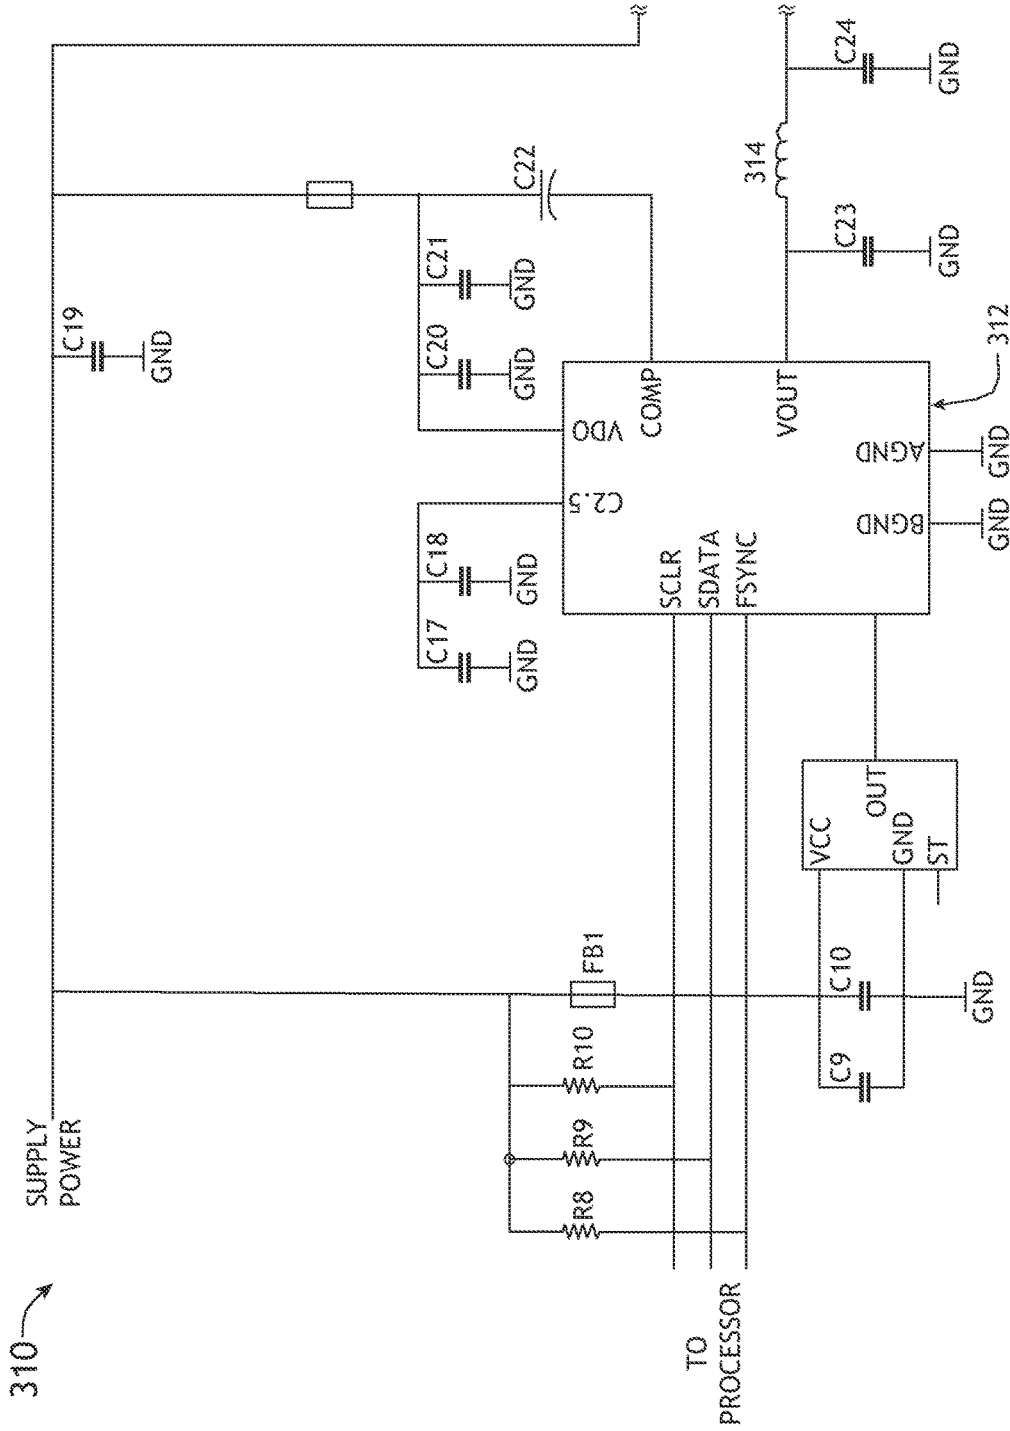 310
SUPPLY
POWER
C19
GND
C22
C21
GND
C20
GND
C18
GND
C17
GND
314
C24
GND
C23
GND
312
VDO
C2.5
COMP
VOUT
AGND
BGND
GND
GND
SCLR
SDATA
FSYNC
FB1
R10
R9
R8
VCC
OUT
GND
ST
C10
C9
GND
TO
PROCESSOR